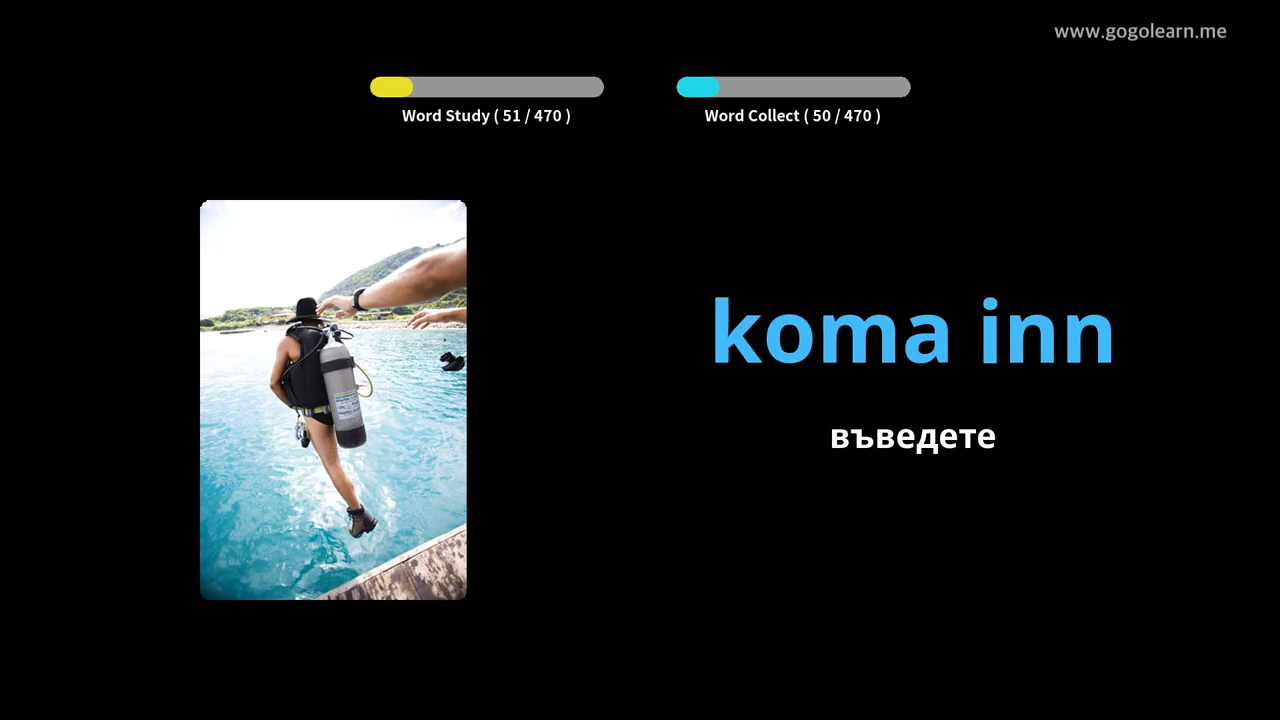 www.gogolearn.me
Word Study ( 51 / 470 )
Word Collect ( 50 / 470 )
koma inn
въведете